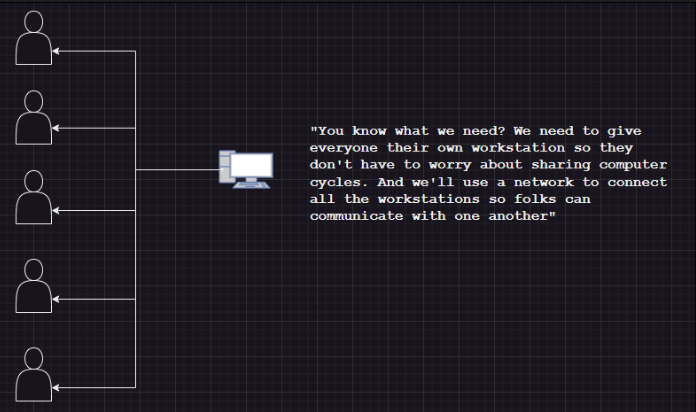 "You know what we need? We need to give
everyone their own workstation so they
don't have to worry about sharing computer
cycles. And we'll use a network to connect
all the workstations so folks can
communicate with one another"